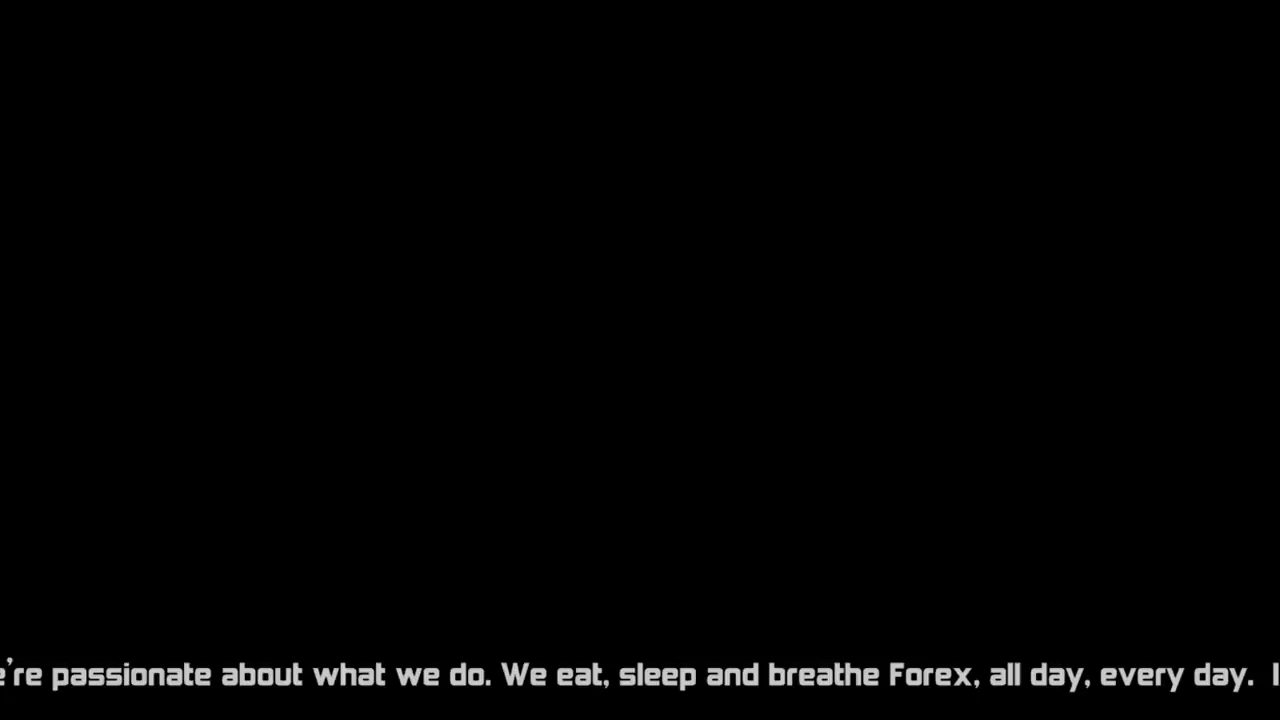 e're passionate about what we do. We eat, sleep and breathe Forex, all day, every day.